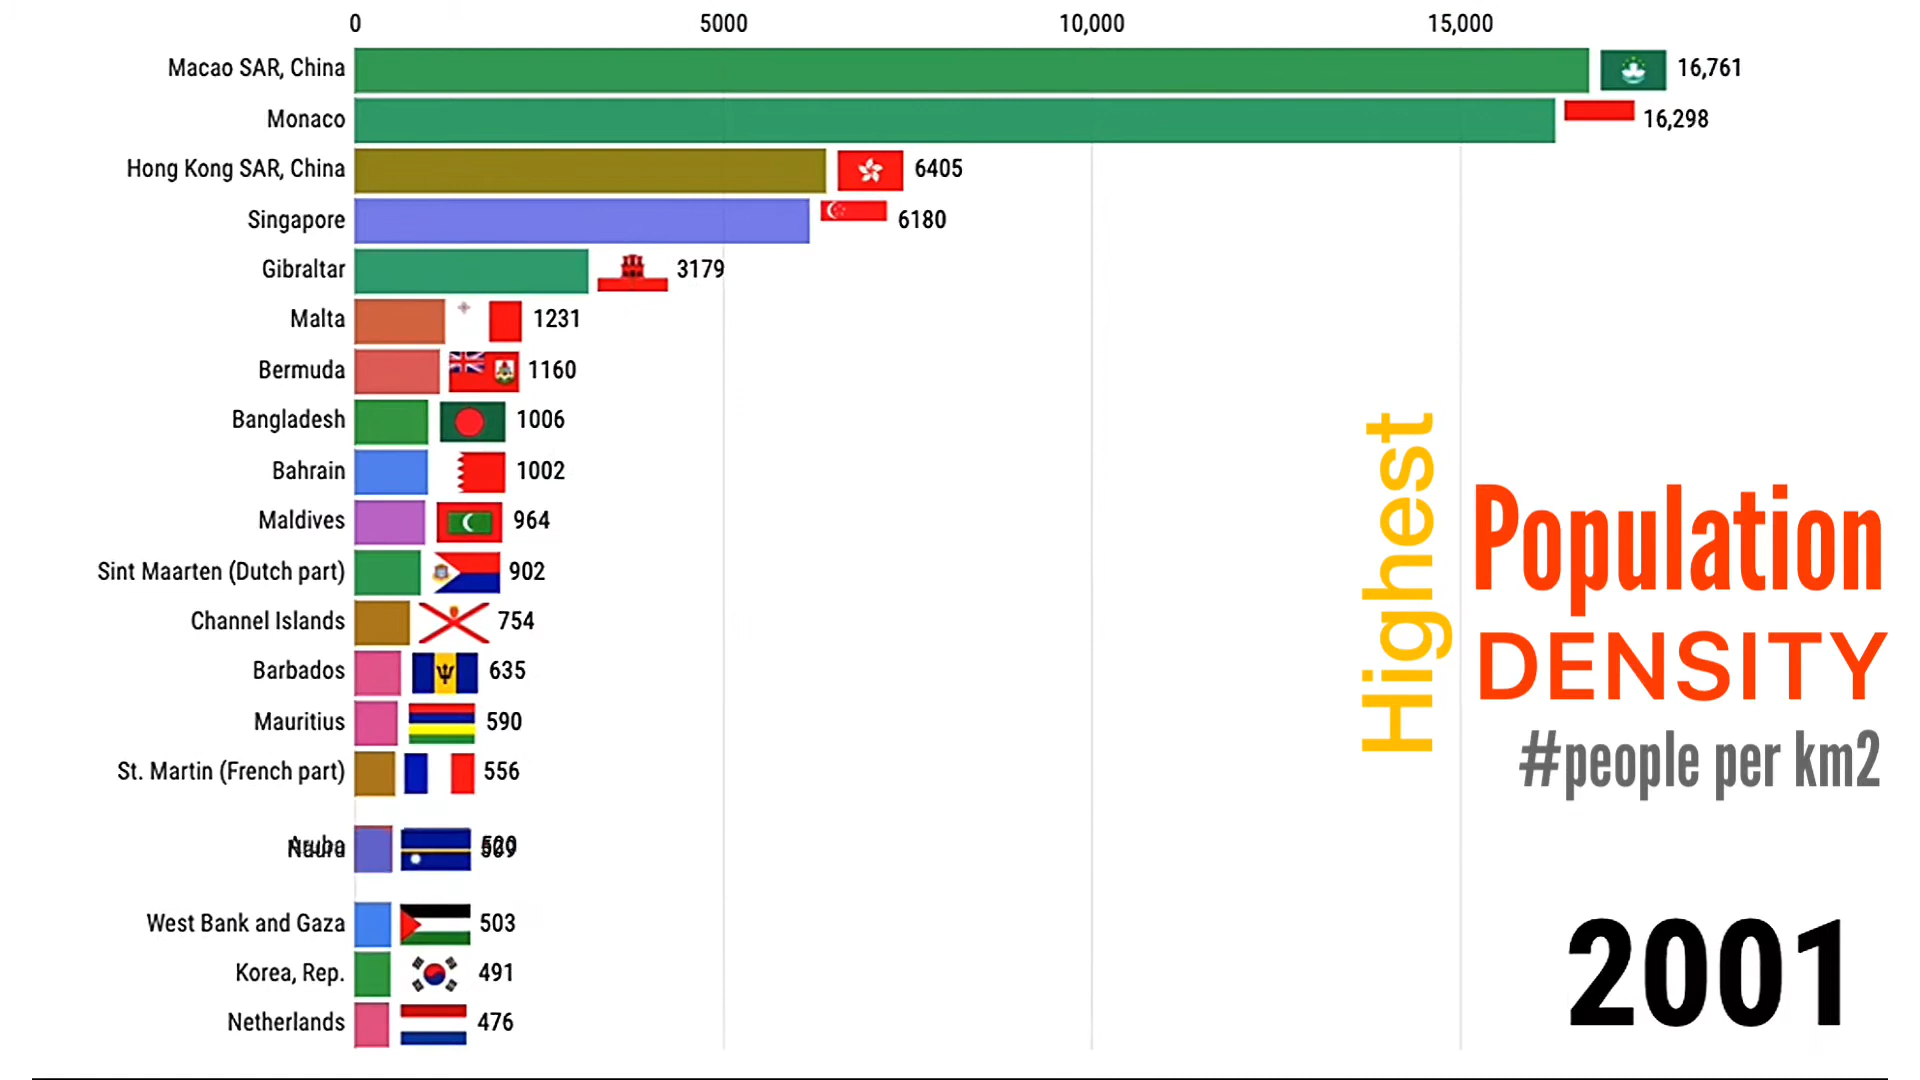 0 5000 10,000 15,000
Macao SAR, China 16,761
Monaco 16,298
Hong Kong SAR, China 6405
Singapore 6180
Gibraltar 3179
Malta 1231
Bermuda 1160
Bangladesh 1006
Bahrain 1002
Maldives 964
Sint Maarten (Dutch part) 902
Channel Islands 754
Barbados 635
Mauritius 590
St. Martin (French part) 556
West Bank and Gaza 503
Korea, Rep. 491
Netherlands 476
Highest
Population
DENSITY
#people per km2
2001